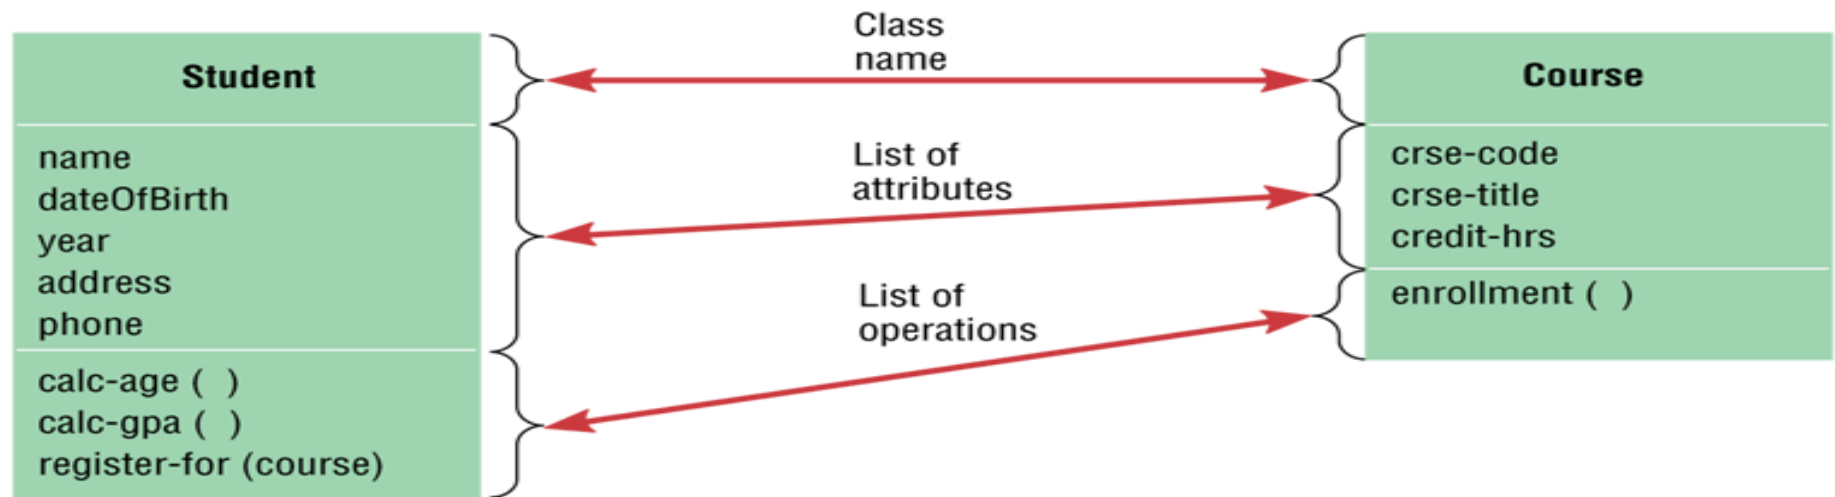 Student
name
dateOfBirth
year
address
phone
calc-age (  )
calc-gpa (  )
register-for (course)
Class
name
List of
attributes
List of
operations
Course
crse-code
crse-title
credit-hrs
enrollment (  )